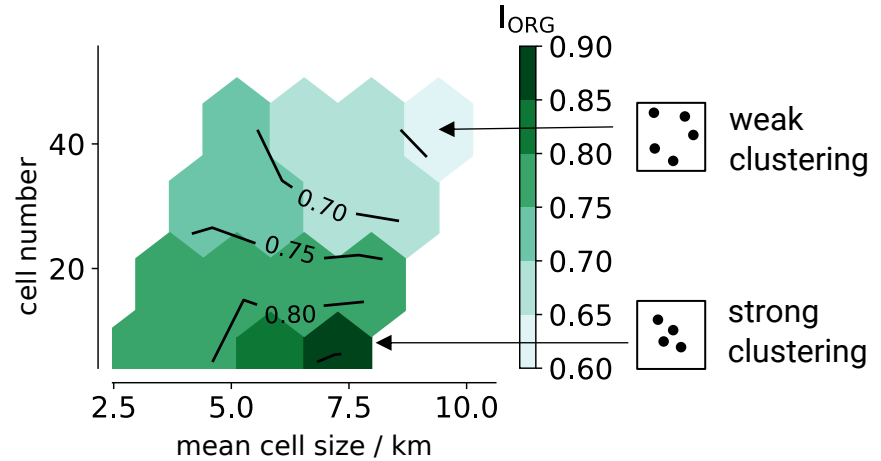 I_ORG
0.90
0.85
0.80
0.75
0.70
0.65
0.60
40
20
cell number
0.70
0.75
0.80
2.5 5.0 7.5 10.0
mean cell size / km
weak
clustering
strong
clustering